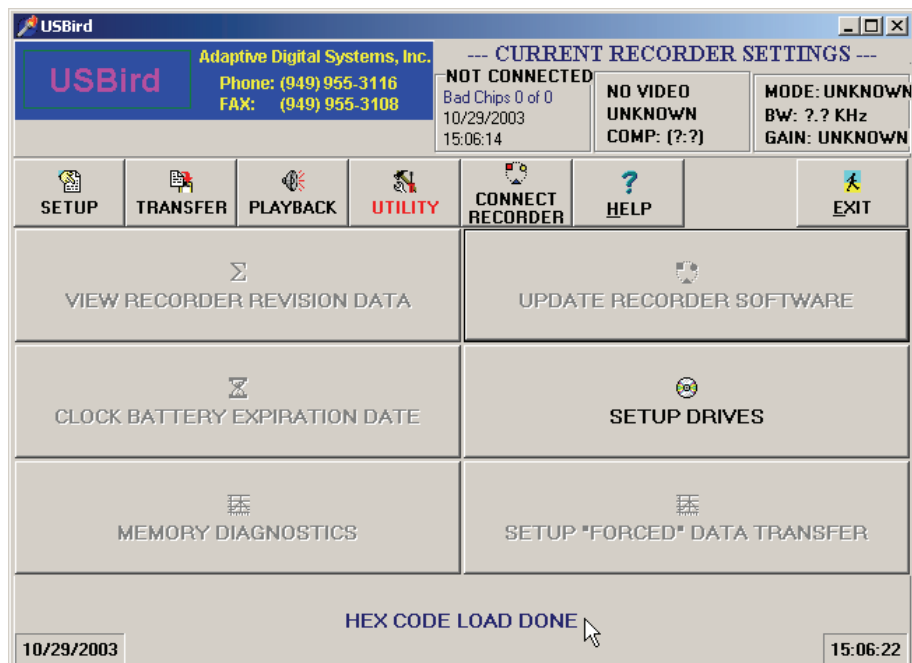 USBird
USBird
Adaptive Digital Systems, Inc.
Phone: (949) 955-3116
FAX: (949) 955-3108
--- CURRENT RECORDER SETTINGS ---
NOT CONNECTED
Bad Chips 0 of 0
10/29/2003
15:06:14
NO VIDEO
UNKNOWN
COMP: (?:?)
MODE: UNKNOWN
BW: ?.? KHz
GAIN: UNKNOWN
SETUP
TRANSFER
PLAYBACK
UTILITY
CONNECT
RECORDER
HELP
EXIT
VIEW RECORDER REVISION DATA
UPDATE RECORDER SOFTWARE
CLOCK BATTERY EXPIRATION DATE
SETUP DRIVES
MEMORY DIAGNOSTICS
SETUP "FORCED" DATA TRANSFER
HEX CODE LOAD DONE
10/29/2003
15:06:22